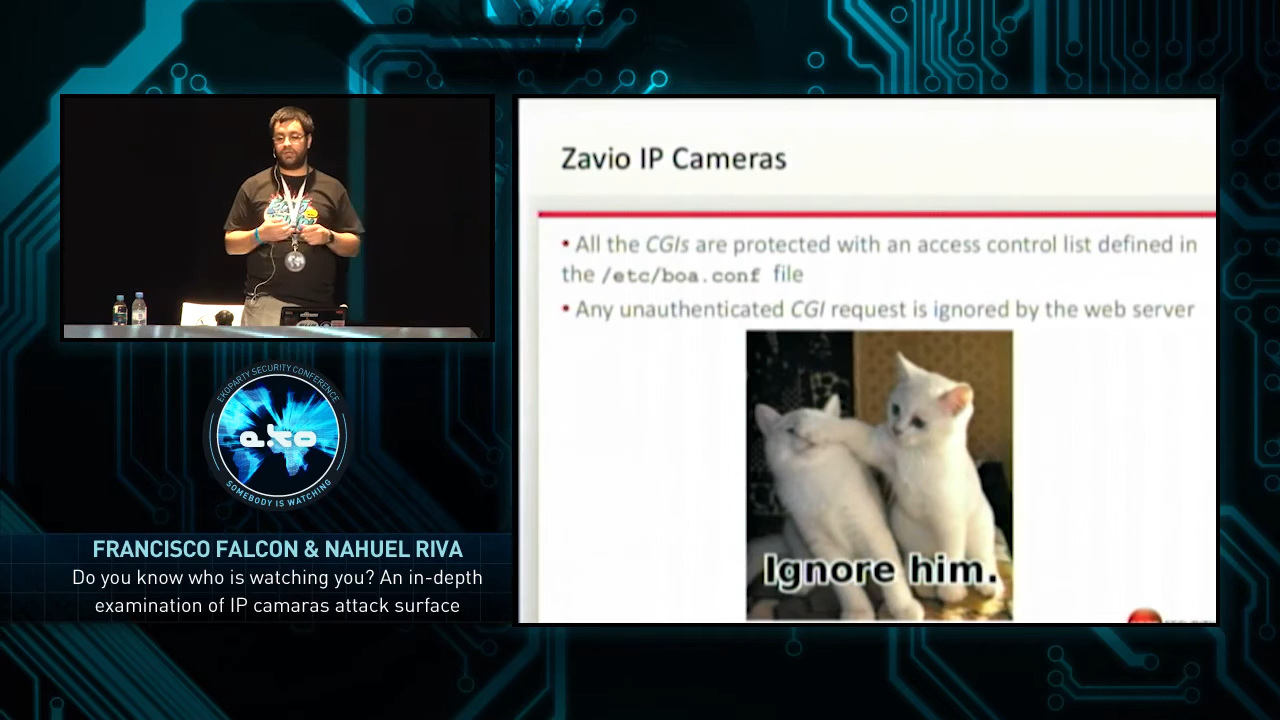 Zavio IP Cameras
• All the CGIs are protected with an access control list defined in
the /etc/boa.conf file
• Any unauthenticated CGI request is ignored by the web server
Ignore him.
EKOPARTY SECURITY CONFERENCE
eko
SOMEBODY IS WATCHING
FRANCISCO FALCON & NAHUEL RIVA
Do you know who is watching you? An in-depth
examination of IP camaras attack surface